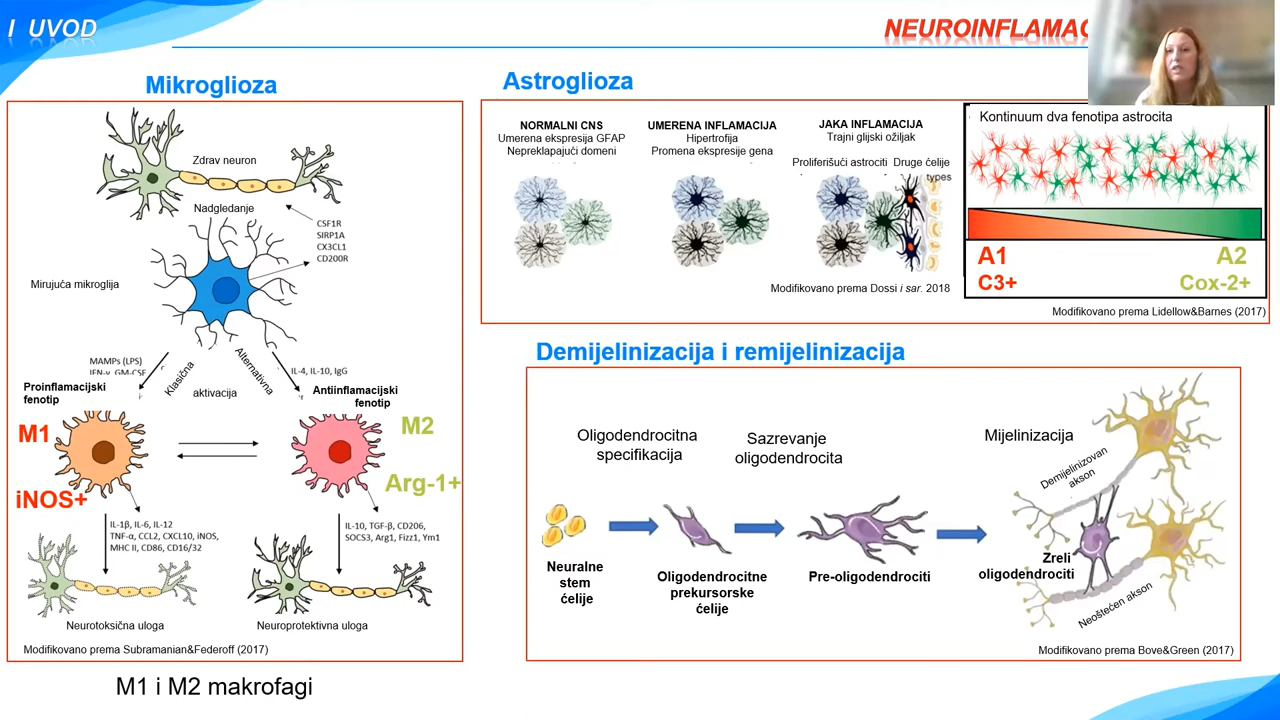 I UVOD
NEUROINFLAMAC
Mikroglioza
Zdrav neuron
Nadgledanje
CSF1R
SIRP1A
CX3CL1
CD200R
Mirujuća mikroglija
MAMPs (LPS)
IFN-γ, GM-CSF
Klasična
Alternativna
aktivacija
IL-4, IL-10, IgG
Proinflamacijski
fenotip
Antiinflamacijski
fenotip
M1
M2
iNOS+
Arg-1+
IL-1β, IL-6, IL-12
TNF-α, CCL2, CXCL10, iNOS,
MHC II, CD86, CD16/32
IL-10, TGF-β, CD206,
SOCS3, Arg1, Fizz1, Ym1
Neurotoksična uloga
Neuroprotektivna uloga
Modifikovano prema Subramanian&Federoff (2017)
M1 i M2 makrofagi
Astroglioza
NORMALNI CNS
Umerena ekspresija GFAP
Nepreklapajući domeni
UMERENA INFLAMACIJA
Hipertrofija
Promena ekspresije gena
JAKA INFLAMACIJA
Trajni glijski ožiljak
Proliferišući astrociti Druge ćelije
types
Modifikovano prema Dossi i sar. 2018
Kontinuum dva fenotipa astrocita
A1
A2
C3+
Cox-2+
Modifikovano prema Lidellow&Barnes (2017)
Demijelinizacija i remijelinizacija
Oligodendrocitna
specifikacija
Sazrevanje
oligodendrocita
Mijelinizacija
Demijelinizovan
akson
Neuralne
stem
ćelije
Oligodendrocitne
prekursorske
ćelije
Pre-oligodendrociti
Zreli
oligodendrociti
Neoštećen akson
Modifikovano prema Bove&Green (2017)